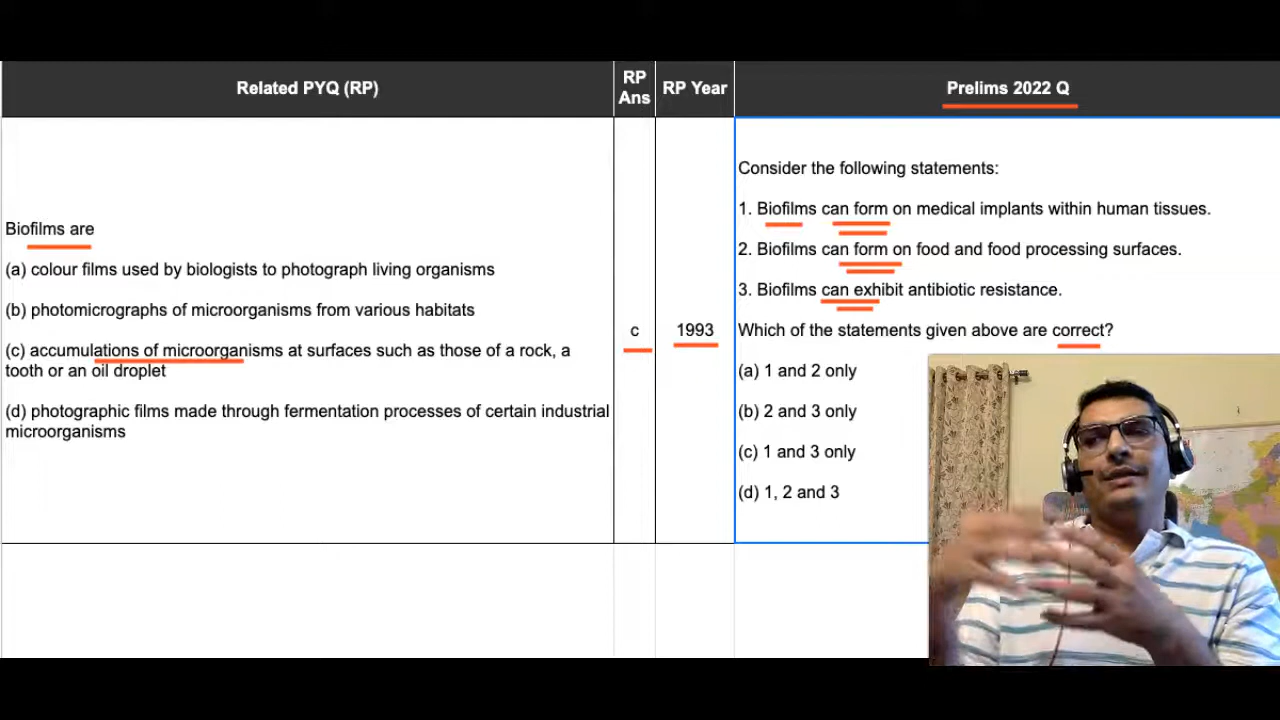 Related PYQ (RP)
RP
Ans
RP Year
Prelims 2022 Q
Biofilms are
(a) colour films used by biologists to photograph living organisms
(b) photomicrographs of microorganisms from various habitats
(c) accumulations of microorganisms at surfaces such as those of a rock, a
tooth or an oil droplet
(d) photographic films made through fermentation processes of certain industrial
microorganisms
c
1993
Consider the following statements:
1. Biofilms can form on medical implants within human tissues.
2. Biofilms can form on food and food processing surfaces.
3. Biofilms can exhibit antibiotic resistance.
Which of the statements given above are correct?
(a) 1 and 2 only
(b) 2 and 3 only
(c) 1 and 3 only
(d) 1, 2 and 3